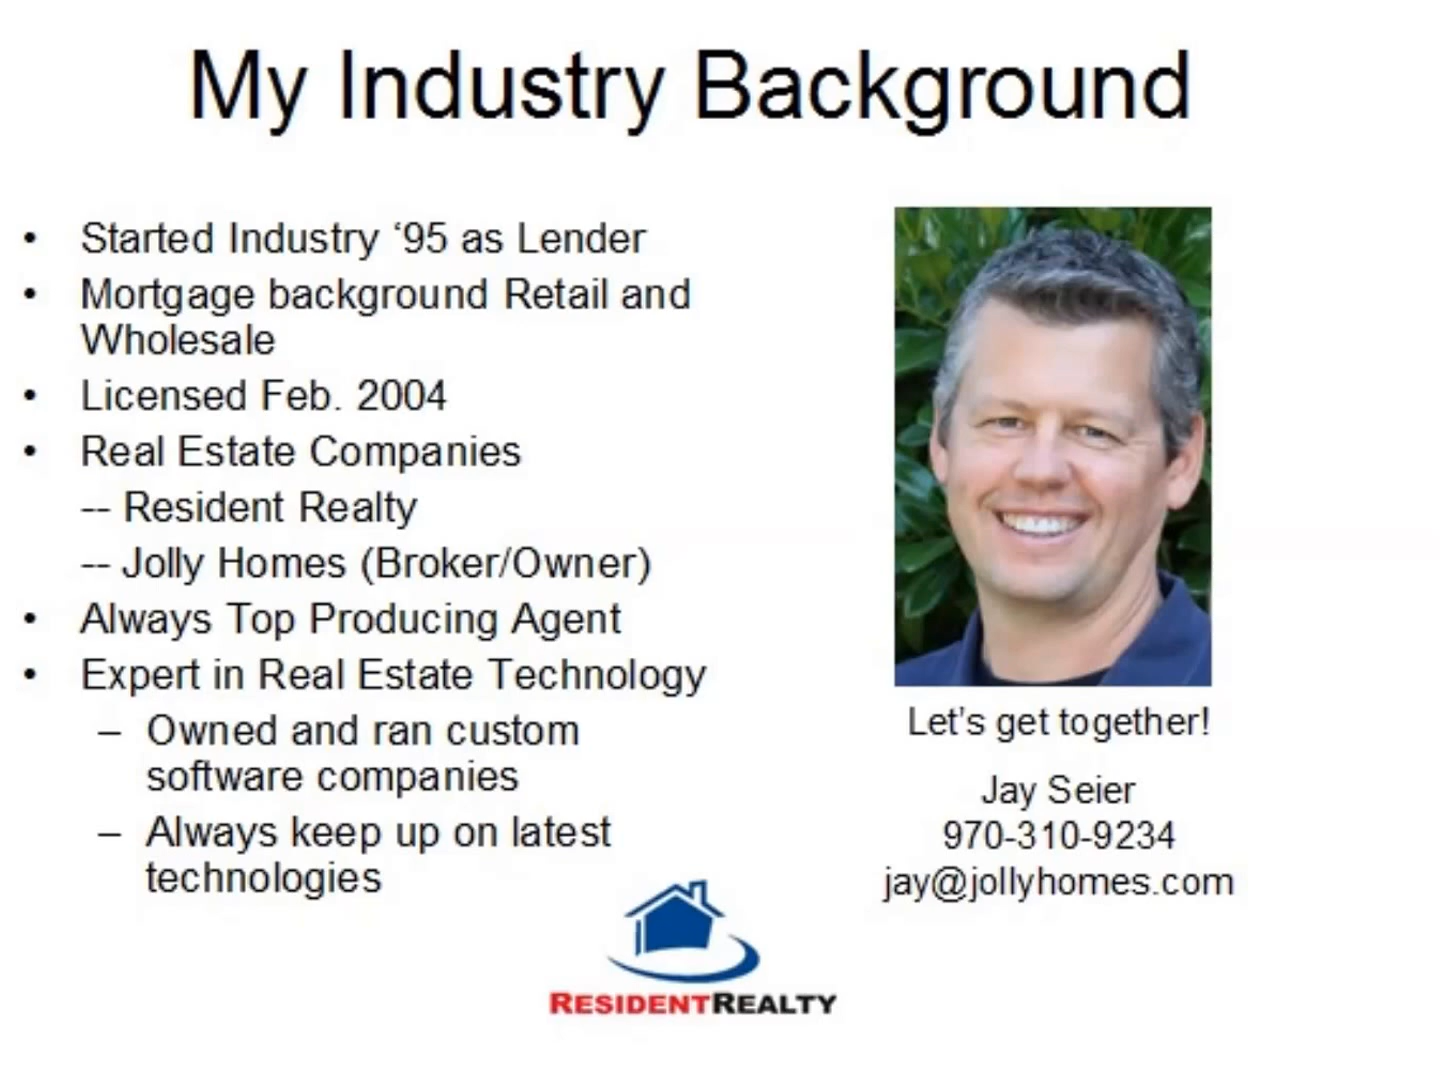 My Industry Background
• Started Industry ‘95 as Lender
• Mortgage background Retail and
Wholesale
• Licensed Feb. 2004
• Real Estate Companies
-- Resident Realty
-- Jolly Homes (Broker/Owner)
• Always Top Producing Agent
• Expert in Real Estate Technology
– Owned and ran custom
software companies
– Always keep up on latest
technologies
Let’s get together!
Jay Seier
970-310-9234
jay@jollyhomes.com
RESIDENTREALTY